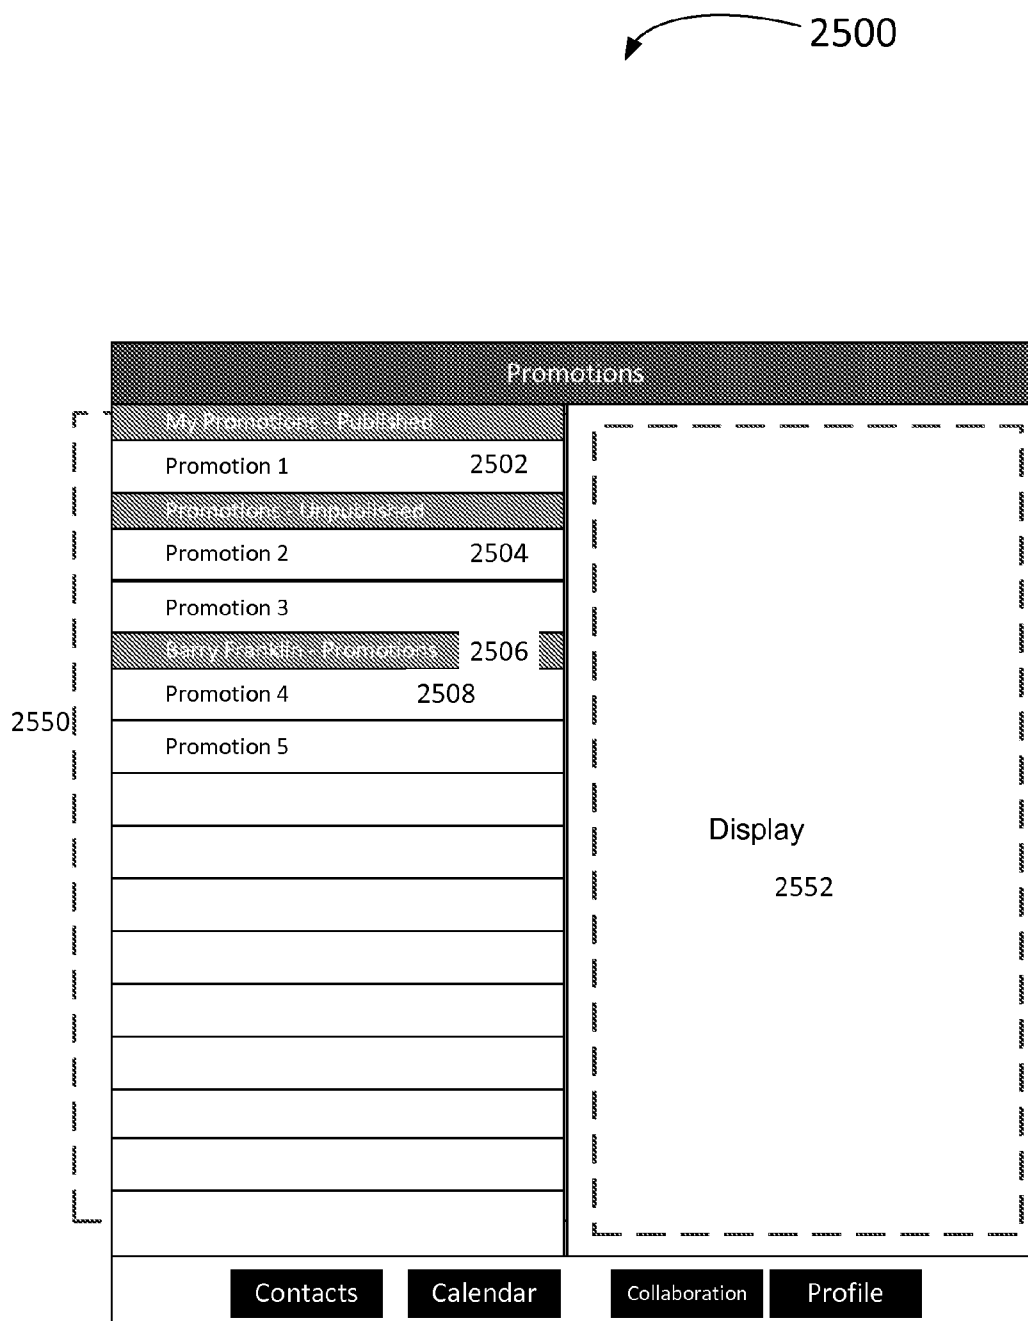 2500
Promotions
My Promotions - Published
Promotion 1 2502
Promotions - Unpublished
Promotion 2 2504
Promotion 3
Barry Franklin - Promotions 2506
Promotion 4 2508
2550
Promotion 5
Display
2552
Contacts Calendar Collaboration Profile